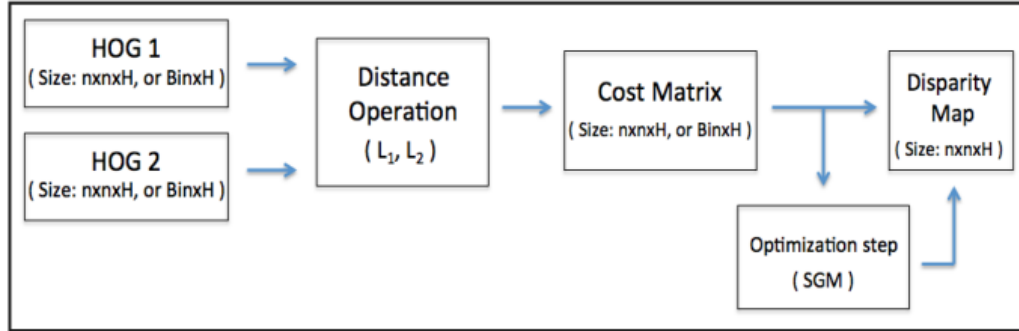 HOG 1
( Size: nxnxH, or BinxH )
HOG 2
( Size: nxnxH, or BinxH )
Distance
Operation
( L₁, L₂ )
Cost Matrix
( Size: nxnxH, or BinxH )
Disparity
Map
( Size: nxnxH )
Optimization step
( SGM )